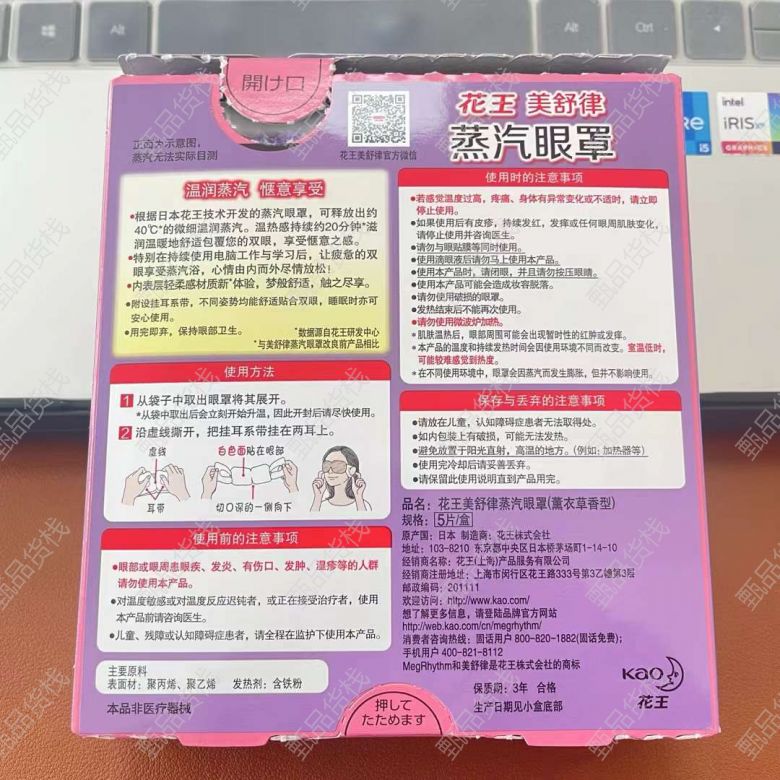 Alt
Ctrl
Alt
intel
iRIS Xe
GRAPHICS
i5
開け口
正面为示意图，
蒸汽无法实际目测
花王美舒律官方微信
花王 美舒律
蒸汽眼罩
温润蒸汽 惬意享受
•根据日本花王技术开发的蒸汽眼罩，可释放出约
40℃*的微细温润蒸汽。温热感持续约20分钟*滋
润温暖地舒适包覆您的双眼，享受惬意之感。
•特别在持续使用电脑工作与学习后，让疲惫的双
眼享受蒸汽浴，心情由内而外尽情放松！
•内表层轻柔感材质新*体验，梦般舒适，触之尽享。
•附设挂耳系带，不同姿势均能舒适贴合双眼，睡眠时亦可
安心使用。
•用完即弃，保持眼部卫生。
*数据源自花王研发中心
*与美舒律蒸汽眼罩改良前产品相比
使用方法
1 从袋子中取出眼罩将其展开。
*从袋中取出后会立刻开始升温，因此开封后请尽快使用。
2 沿虚线撕开，把挂耳系带挂在两耳上。
虚线
耳带
白色面贴在眼部
切口深的一侧向下
使用前的注意事项
•眼部或眼周患眼疾、发炎、有伤口、发肿、湿疹等的人群
请勿使用本产品。
•对温度敏感或对温度反应迟钝者，或正在接受治疗者，使用
本产品前请咨询医生。
•儿童、残障或认知障碍症患者，请全程在监护下使用本产品。
主要原料
表面材：聚丙烯、聚乙烯 发热剂：含铁粉
本品非医疗器械
使用时的注意事项
•若感觉温度过高，疼痛、身体有异常变化或不适时，请立即
停止使用。
•如果使用后有皮疹，持续发红，发痒或任何眼周肌肤变化，
请停止使用并咨询医生。
•请勿与眼贴膜等同时使用。
•使用滴眼液后请勿马上使用本产品。
•使用本产品时，请闭眼，并且请勿按压眼睛。
•使用本产品可能会造成妆容脱落。
•请勿使用破损的眼罩。
•发热结束后不能再次使用。
•请勿使用微波炉加热。
*肌肤温热后，眼部周围可能会出现暂时性的红肿或发痒。
*本产品的温度和持续发热时间会因使用环境不同而改变。室温低时，
可能较难感觉到热度。
*在不同使用环境中，眼罩会因蒸汽而发生膨胀，但并不影响使用。
保存与丢弃的注意事项
•请放在儿童，认知障碍症患者无法取得处。
•如内包装上有破损，可能无法发热。
•避免放置于阳光直射，高温的地方。(例如：加热器等)
•使用完冷却后请妥善丢弃。
•请保留此使用说明直到产品用完。
品名：花王美舒律蒸汽眼罩(薰衣草香型)
规格：5片/盒
原产国：日本 制造商：花王株式会社
地址：103-8210 东京都中央区日本桥茅场町1-14-10
经销商名称：花王(上海)产品服务有限公司
经销商注册地址：上海市闵行区花王路333号第3乙幢第3层
邮政编码：201111
欢迎访问：http://www.kao.com/
想了解更多信息，请登陆品牌官方网站
http://web.kao.com/cn/megrhythm/
消费者咨询热线：固话用户 800-820-1882(固话免费)；
手机用户 400-821-8112
MegRhythm和美舒律是花王株式会社的商标
保质期：3年 合格
生产日期见小盒底部
Kao
花王
押して
たためます
甄品货栈